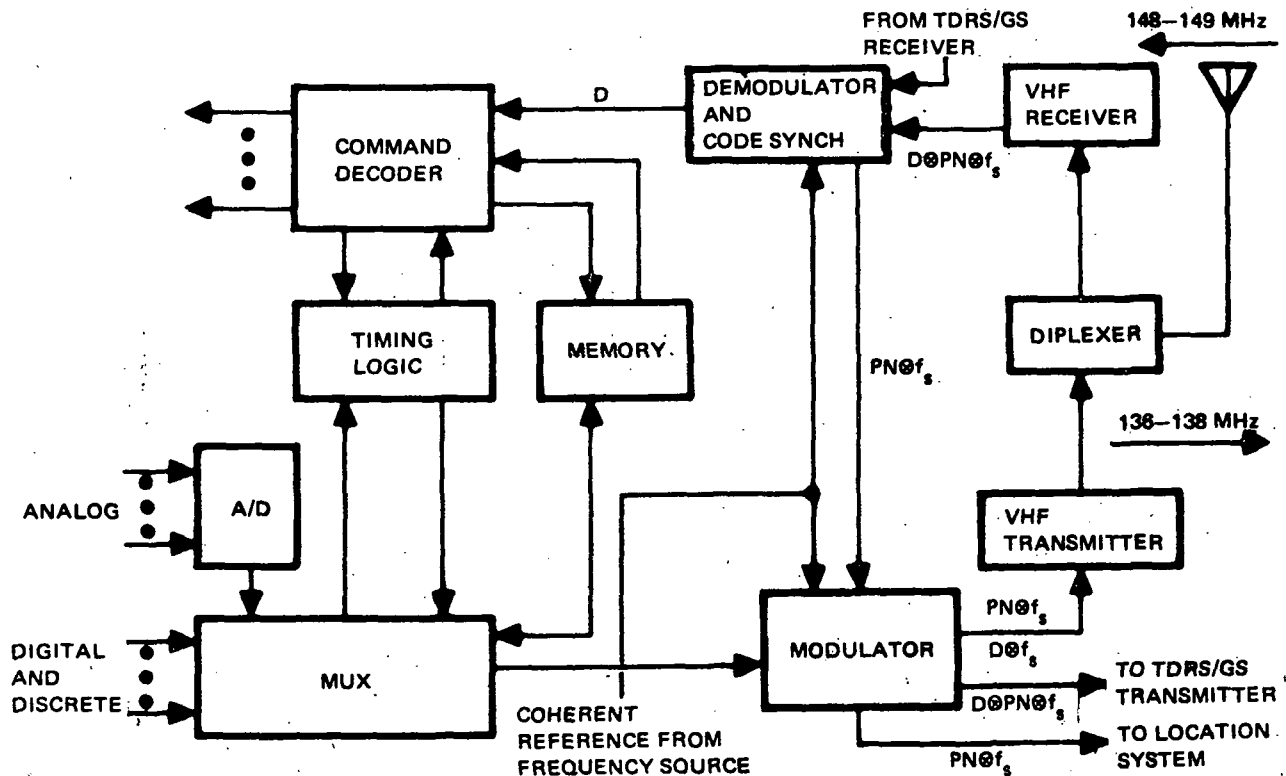 FROM TDRS/GS
RECEIVER
148–149 MHz
COMMAND
DECODER
D
DEMODULATOR
AND
CODE SYNCH
VHF
RECEIVER
D⊗PN⊗fs
TIMING
LOGIC
MEMORY
PN⊗fs
DIPLEXER
136–138 MHz
ANALOG
A/D
VHF
TRANSMITTER
DIGITAL
AND
DISCRETE
MUX
MODULATOR
PN⊗fs
D⊗fs
D⊗PN⊗fs
TO TDRS/GS
TRANSMITTER
COHERENT
REFERENCE FROM
FREQUENCY SOURCE
PN⊗fs
TO LOCATION
SYSTEM